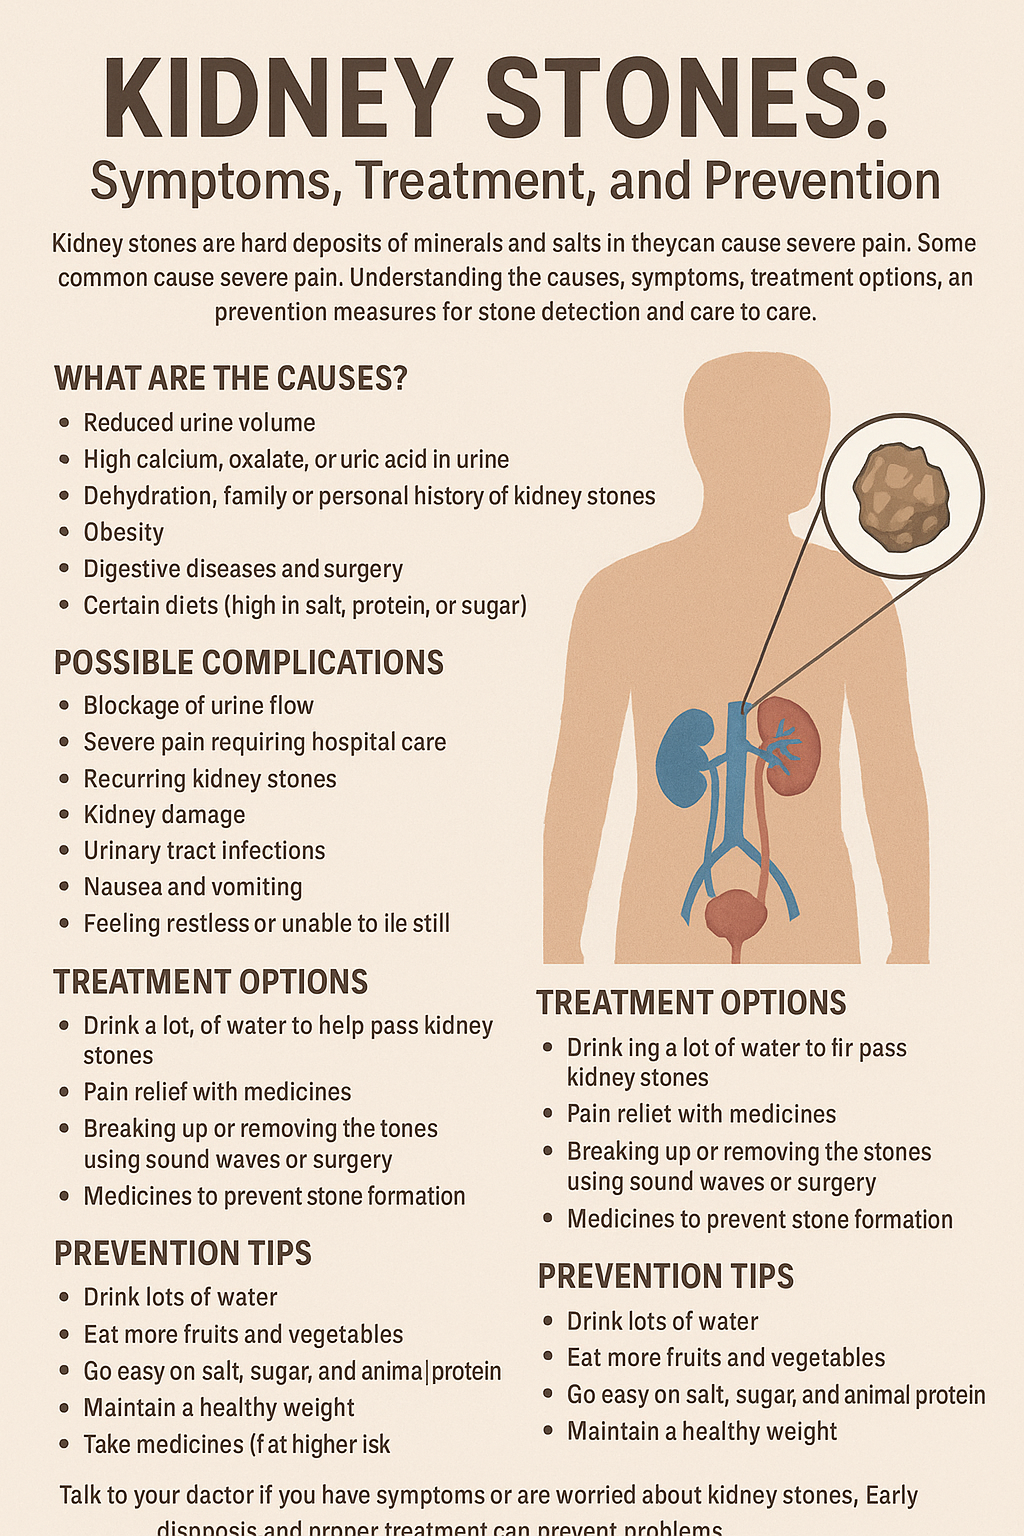 KIDNEY STONES:
Symptoms, Treatment, and Prevention
Kidney stones are hard deposits of minerals and salts in theycan cause severe pain. Some
common cause severe pain. Understanding the causes, symptoms, treatment options, an
prevention measures for stone detection and care to care.
WHAT ARE THE CAUSES?
• Reduced urine volume
• High calcium, oxalate, or uric acid in urine
• Dehydration, family or personal history of kidney stones
• Obesity
• Digestive diseases and surgery
• Certain diets (high in salt, protein, or sugar)
POSSIBLE COMPLICATIONS
• Blockage of urine flow
• Severe pain requiring hospital care
• Recurring kidney stones
• Kidney damage
• Urinary tract infections
• Nausea and vomiting
• Feeling restless or unable to ile still
TREATMENT OPTIONS
• Drink a lot, of water to help pass kidney
stones
• Pain relief with medicines
• Breaking up or removing the tones
using sound waves or surgery
• Medicines to prevent stone formation
PREVENTION TIPS
• Drink lots of water
• Eat more fruits and vegetables
• Go easy on salt, sugar, and anima|protein
• Maintain a healthy weight
• Take medicines (f at higher isk
TREATMENT OPTIONS
• Drink ing a lot of water to fir pass
kidney stones
• Pain reliet with medicines
• Breaking up or removing the stones
using sound waves or surgery
• Medicines to prevent stone formation
PREVENTION TIPS
• Drink lots of water
• Eat more fruits and vegetables
• Go easy on salt, sugar, and animal protein
• Maintain a healthy weight
Talk to your dactor if you have symptoms or are worried about kidney stones, Early
and proper treatment can prevent problems